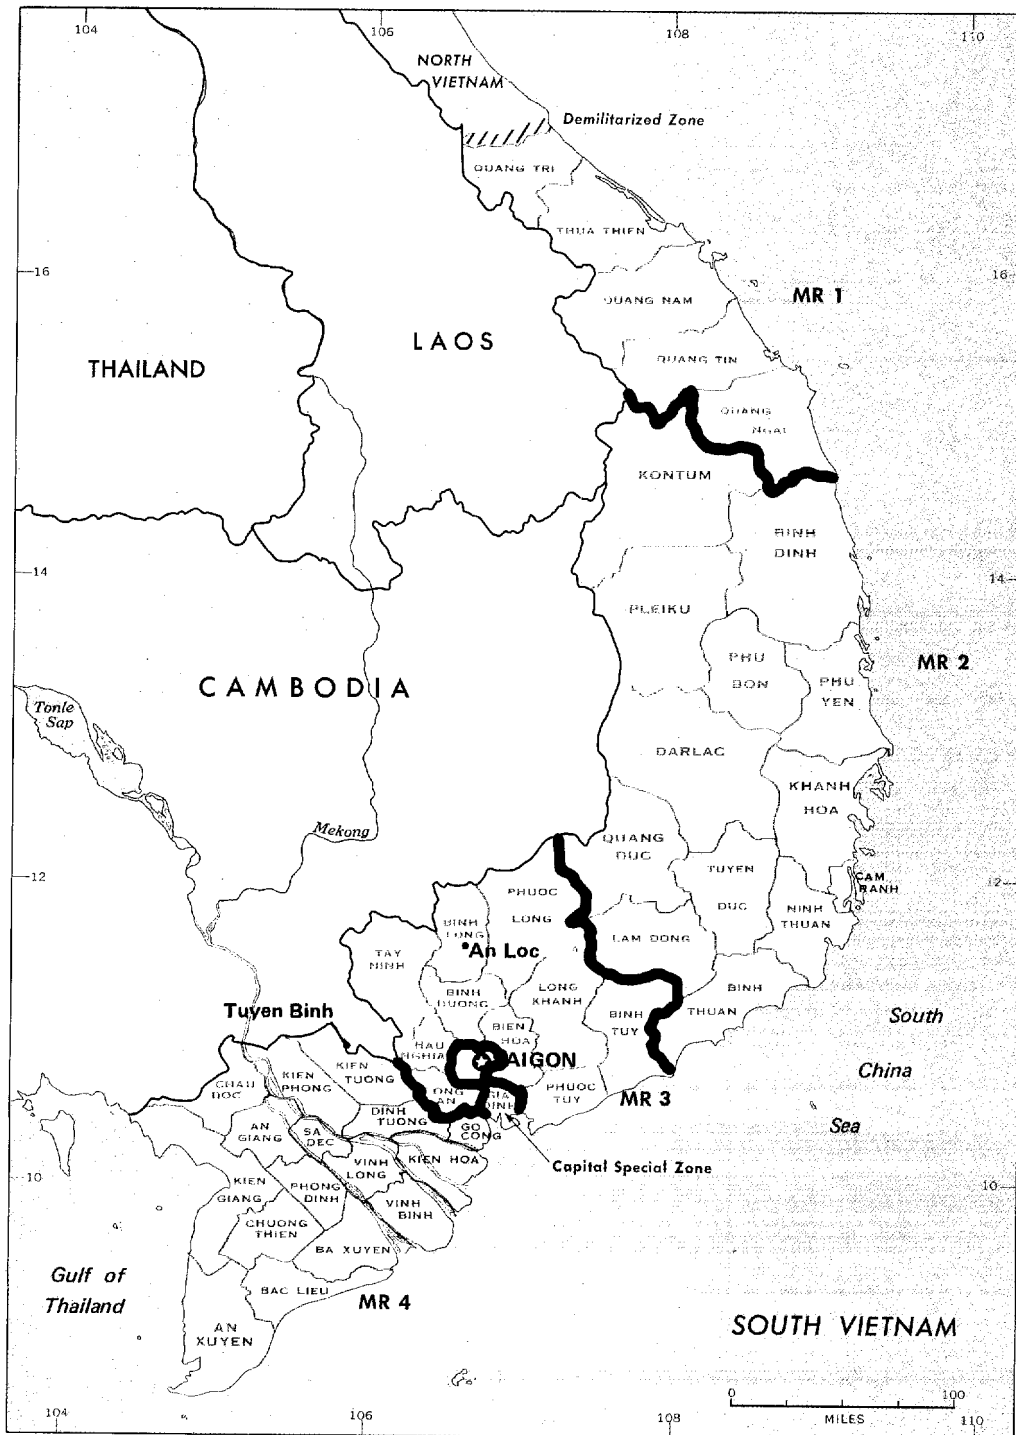 104
106
108
110
NORTH
VIETNAM
Demilitarized Zone
QUANG TRI
THUA THIEN
16
16
QUANG NAM
MR 1
LAOS
THAILAND
QUANG TIN
QUANG
NGAI
KONTUM
BINH
DINH
14
14
PLEIKU
PHU
BON
MR 2
CAMBODIA
PHU
YEN
Tonle
Sap
DARLAC
KHANH
HOA
Mekong
QUANG
DUC
TUYEN
DUC
12
12
CAM
RANH
PHUOC
LONG
NINH
THUAN
BINH
LONG
LAM DONG
An Loc
TAY
NINH
BINH
DUONG
LONG
KHANH
BINH
THUAN
BINH
TUY
Tuyen Binh
BIEN
HOA
South
China
Sea
HAU
NGHIA
KIEN
TUONG
AIGON
KIEN
PHONG
CHAU
DOC
ONG
AN
GIA
DINH
PHUOC
TUY
MR 3
DINH
TUONG
GO
CONG
AN
GIANG
SA
DEC
KIEN HOA
Capital Special Zone
VINH
LONG
10
10
KIEN
GIANG
PHONG
DINH
VINH
BINH
CHUONG
THIEN
BA XUYEN
Gulf of
Thailand
BAC LIEU
MR 4
AN
XUYEN
SOUTH VIETNAM
0
100
MILES
104
106
108
110